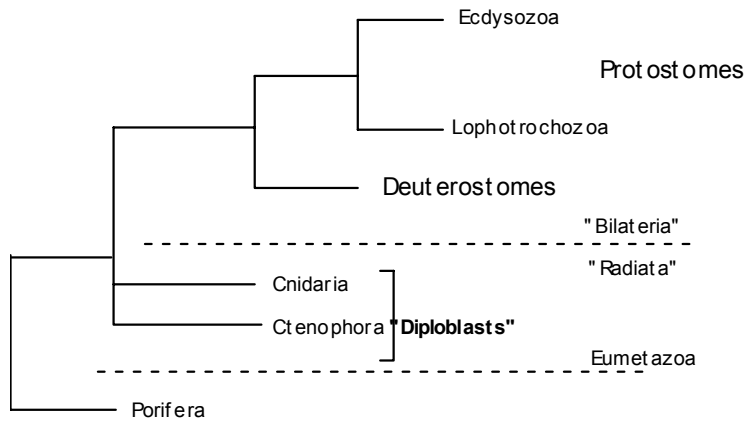 Ecdysozoa
Protostomes
Lophotrochozoa
Deuterostomes
"Bilateria"
"Radiata"
Cnidaria
Ctenophora "Diploblasts"
Eumetazoa
Porifera